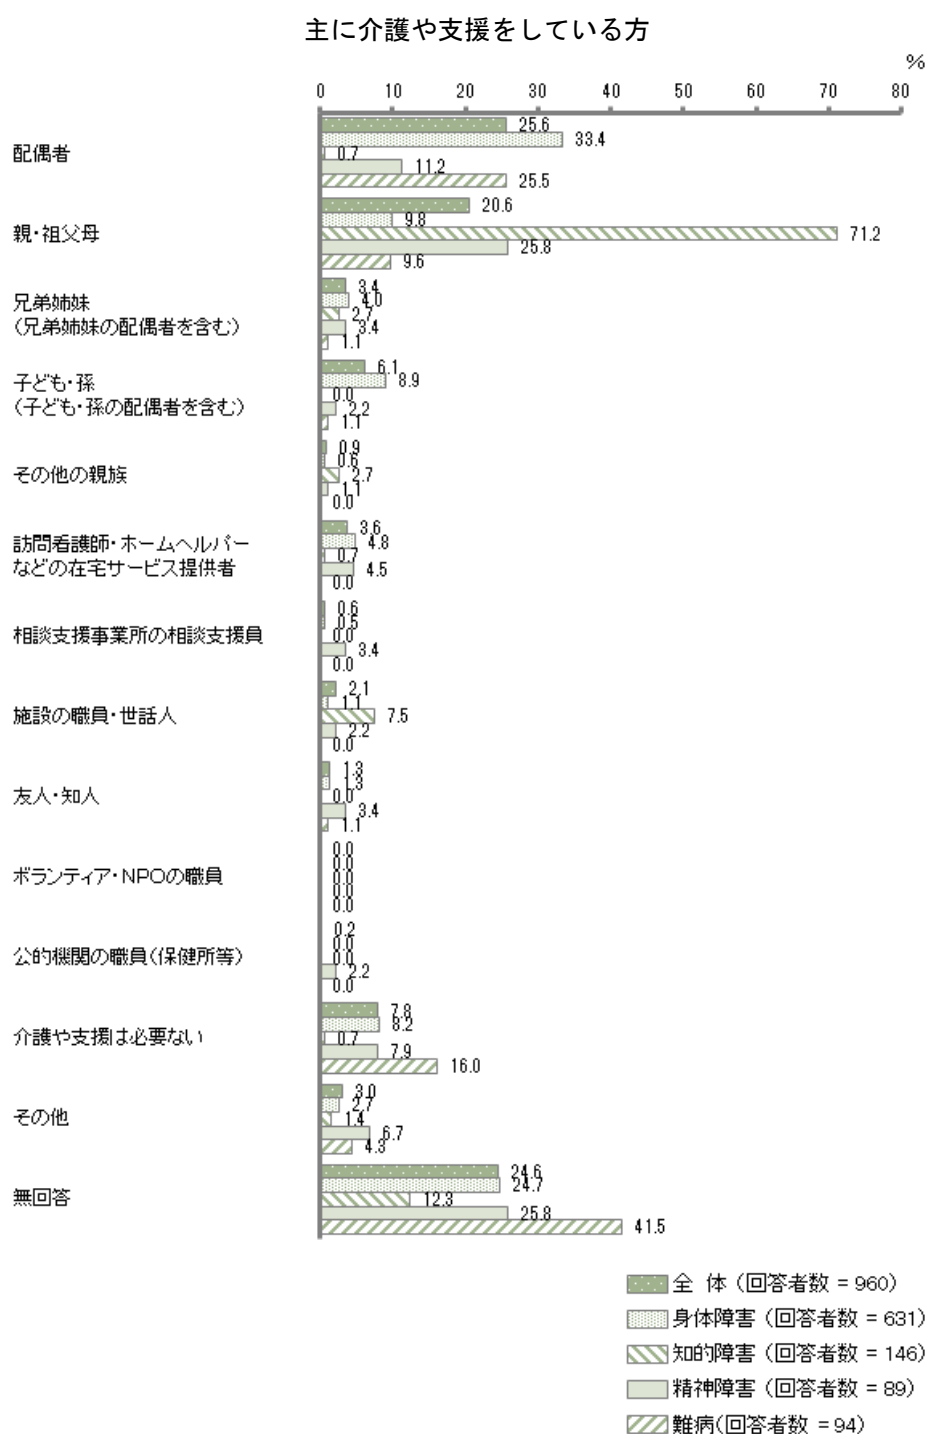 主に介護や支援をしている方
%
0 10 20 30 40 50 60 70 80
配偶者
25.6
33.4
0.7
11.2
25.5
親・祖父母
20.6
9.8
71.2
25.8
9.6
兄弟姉妹
(兄弟姉妹の配偶者を含む)
3.4
4.0
2.7
3.4
1.1
子ども・孫
(子ども・孫の配偶者を含む)
6.1
8.9
0.0
2.2
1.1
その他の親族
0.9
0.6
2.7
1.1
0.0
訪問看護師・ホームヘルパー
などの在宅サービス提供者
3.6
4.8
0.7
4.5
0.0
相談支援事業所の相談支援員
0.6
0.5
0.0
3.4
0.0
施設の職員・世話人
2.1
1.1
7.5
2.2
0.0
友人・知人
1.3
1.3
0.0
3.4
1.1
ボランティア・NPOの職員
0.0
0.0
0.0
0.0
0.0
公的機関の職員(保健所等)
0.2
0.0
0.0
2.2
0.0
介護や支援は必要ない
7.8
8.2
0.7
7.9
16.0
その他
3.0
2.7
1.4
6.7
4.3
無回答
24.6
24.7
12.3
25.8
41.5
全 体 (回答者数 = 960)
身体障害 (回答者数 = 631)
知的障害 (回答者数 = 146)
精神障害 (回答者数 = 89)
難病(回答者数 =94)